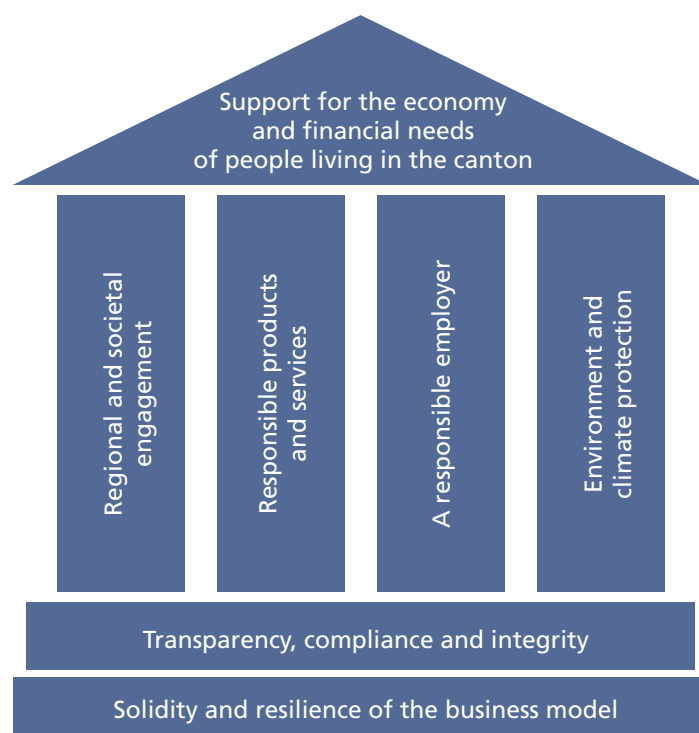 Support for the economy
and financial needs
of people living in the canton
Regional and societal
engagement
Responsible products
and services
A responsible employer
Environment and
climate protection
Transparency, compliance and integrity
Solidity and resilience of the business model